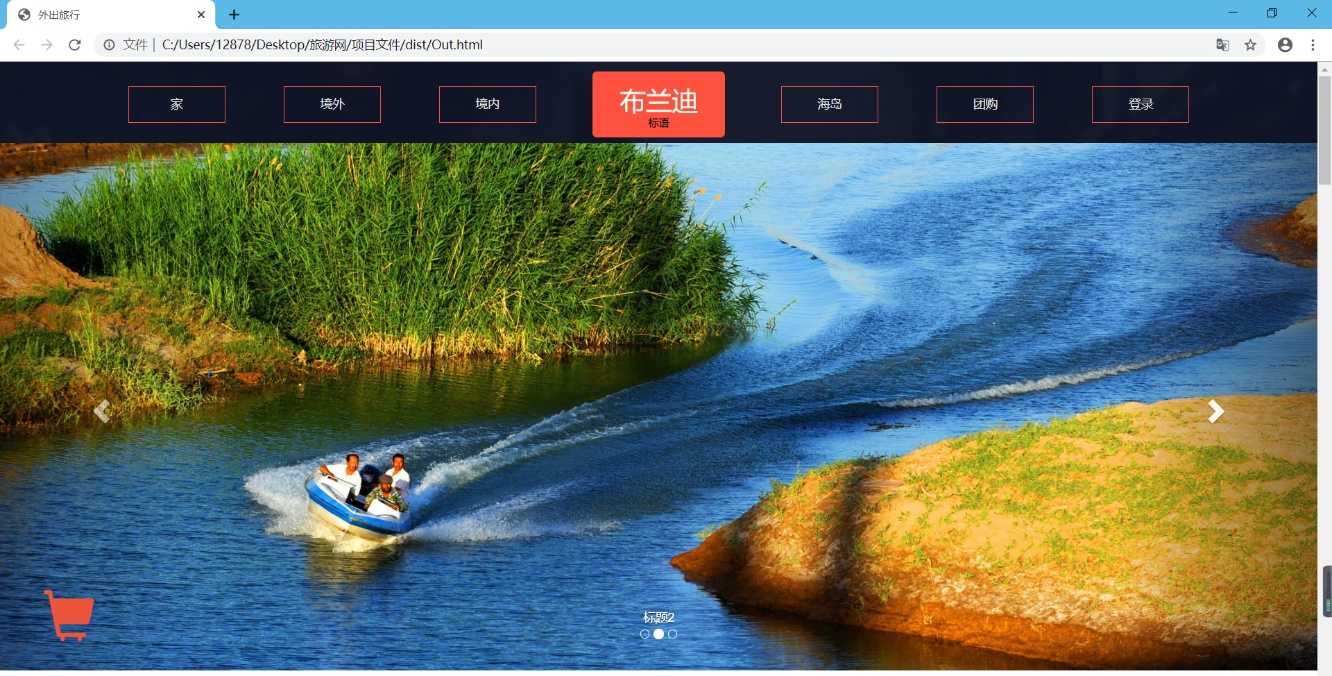 外出旅行
文件 | C:/Users/12878/Desktop/旅游网/项目文件/dist/Out.html
家 境外 境内 布兰迪 海岛 团购 登录
标语
标题2